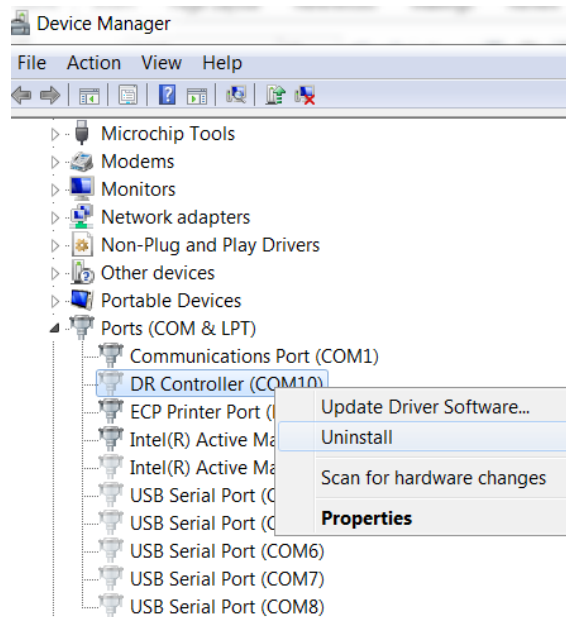 Device Manager
File Action View Help
Microchip Tools
Modems
Monitors
Network adapters
Non-Plug and Play Drivers
Other devices
Portable Devices
Ports (COM & LPT)
Communications Port (COM1)
DR Controller (COM10)
ECP Printer Port (
Update Driver Software...
Intel(R) Active Ma
Uninstall
Intel(R) Active Ma
Scan for hardware changes
USB Serial Port (C
USB Serial Port (C
Properties
USB Serial Port (COM6)
USB Serial Port (COM7)
USB Serial Port (COM8)